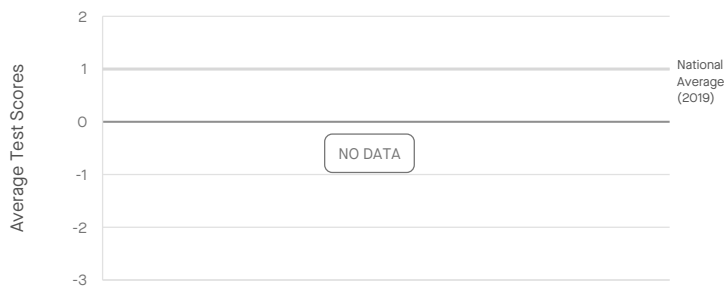 Average Test Scores
2
1
0
-1
-2
-3
National
Average
(2019)
NO DATA